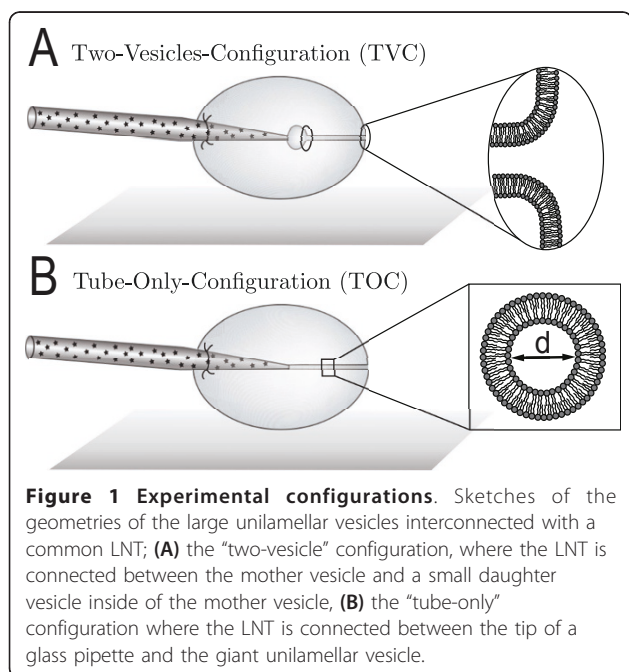 A Two-Vesicles-Configuration (TVC)
B Tube-Only-Configuration (TOC)
d
Figure 1 Experimental configurations. Sketches of the
geometries of the large unilamellar vesicles interconnected with a
common LNT; (A) the "two-vesicle" configuration, where the LNT is
connected between the mother vesicle and a small daughter
vesicle inside of the mother vesicle, (B) the "tube-only"
configuration where the LNT is connected between the tip of a
glass pipette and the giant unilamellar vesicle.